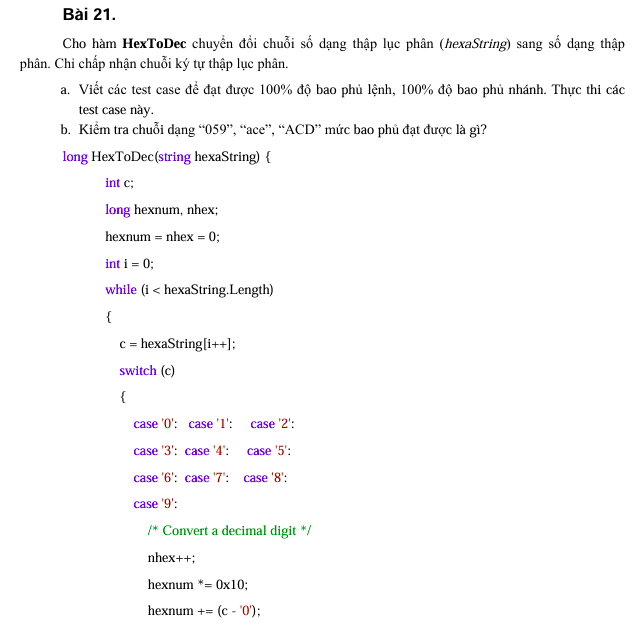 Bài 21.
Cho hàm HexToDec chuyển đổi chuỗi số dạng thập lục phân (hexaString) sang số dạng thập
phân. Chỉ chấp nhận chuỗi ký tự thập lục phân.
a. Viết các test case để đạt được 100% độ bao phủ lệnh, 100% độ bao phủ nhánh. Thực thi các
test case này.
b. Kiểm tra chuỗi dạng “059”, “ace”, “ACD” mức bao phủ đạt được là gì?
long HexToDec(string hexaString) {
int c;
long hexnum, nhex;
hexnum = nhex = 0;
int i = 0;
while (i < hexaString.Length)
{
c = hexaString[i++];
switch (c)
{
case '0': case '1': case '2':
case '3': case '4': case '5':
case '6': case '7': case '8':
case '9':
/* Convert a decimal digit */
nhex++;
hexnum *= 0x10;
hexnum += (c - '0');